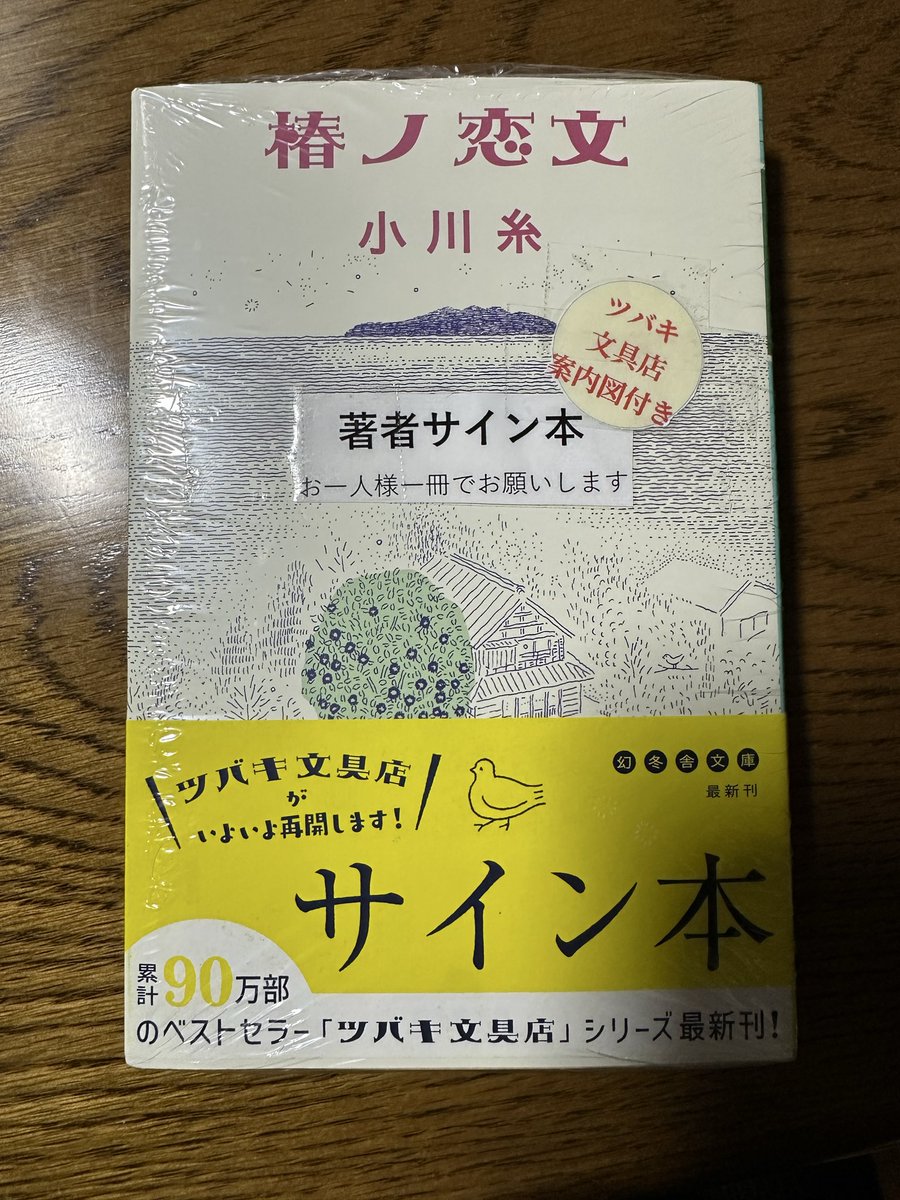 椿ノ恋文
小川糸
ツバキ
文具店
案内図付き
著者サイン本
お一人様一冊でお願いします
ツバキ文具店
が
いよいよ再開します!
幻冬舎文庫
最新刊
サイン本
累計90万部
のベストセラー「ツバキ文具店」シリーズ最新刊!